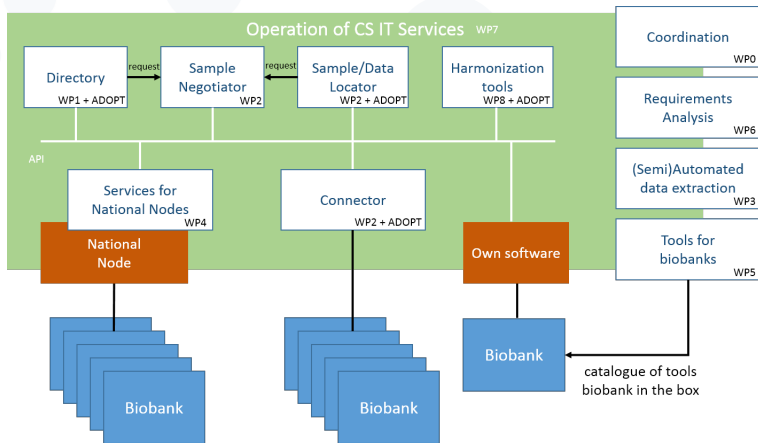 Operation of CS IT Services WP7
Directory
WP1 + ADOPT
request
Sample
Negotiator
WP2
request
Sample/Data
Locator
WP2 + ADOPT
Harmonization
tools
WP8 + ADOPT
Coordination
WP0
Requirements
Analysis
WP6
(Semi)Automated
data extraction
WP3
Tools for
biobanks
WP5
API
Services for
National Nodes
WP4
Connector
WP2 + ADOPT
National
Node
Own software
Biobank
Biobank
Biobank
catalogue of tools
biobank in the box